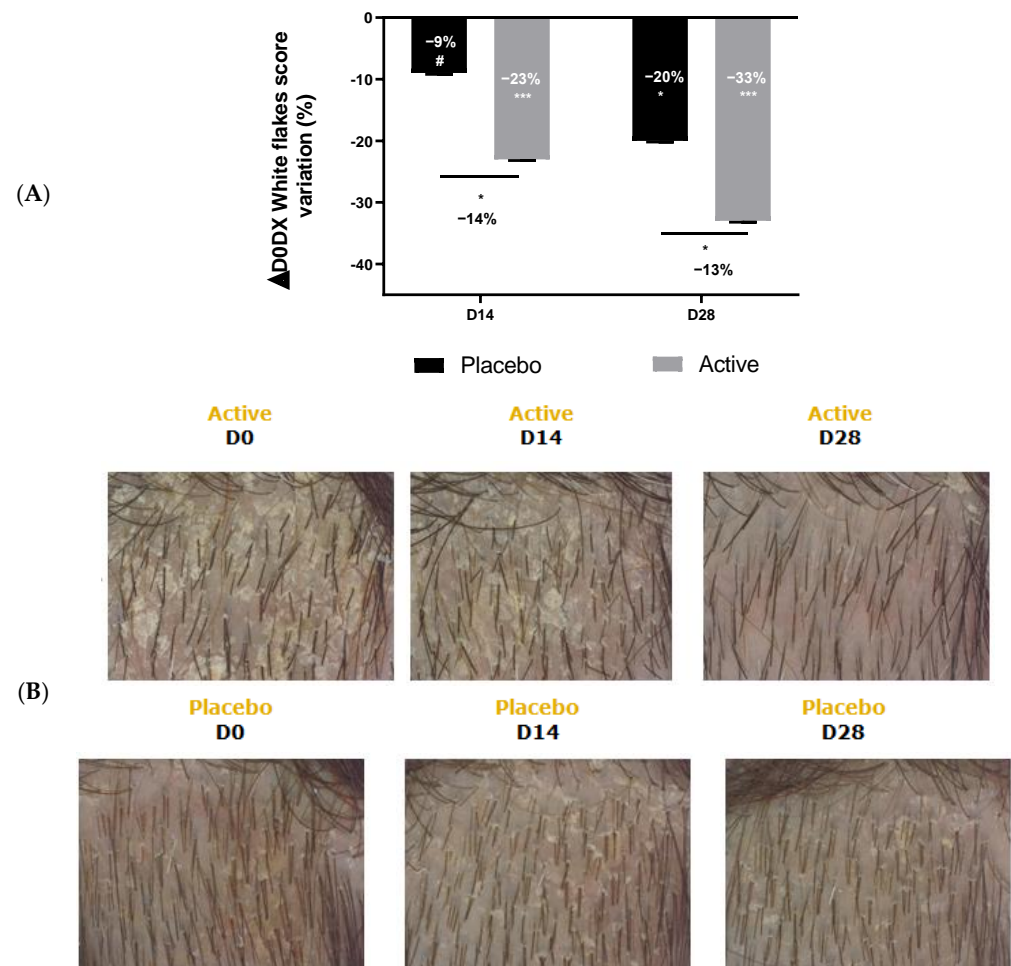 (A)
▲D0DX White flakes score
variation (%)
0
-10
-20
-30
-40
−9%
#
−23%
***
−20%
*
−33%
***
*
−14%
*
−13%
D14 D28
Placebo Active
(B)
Active Active Active
D0 D14 D28
Placebo Placebo Placebo
D0 D14 D28